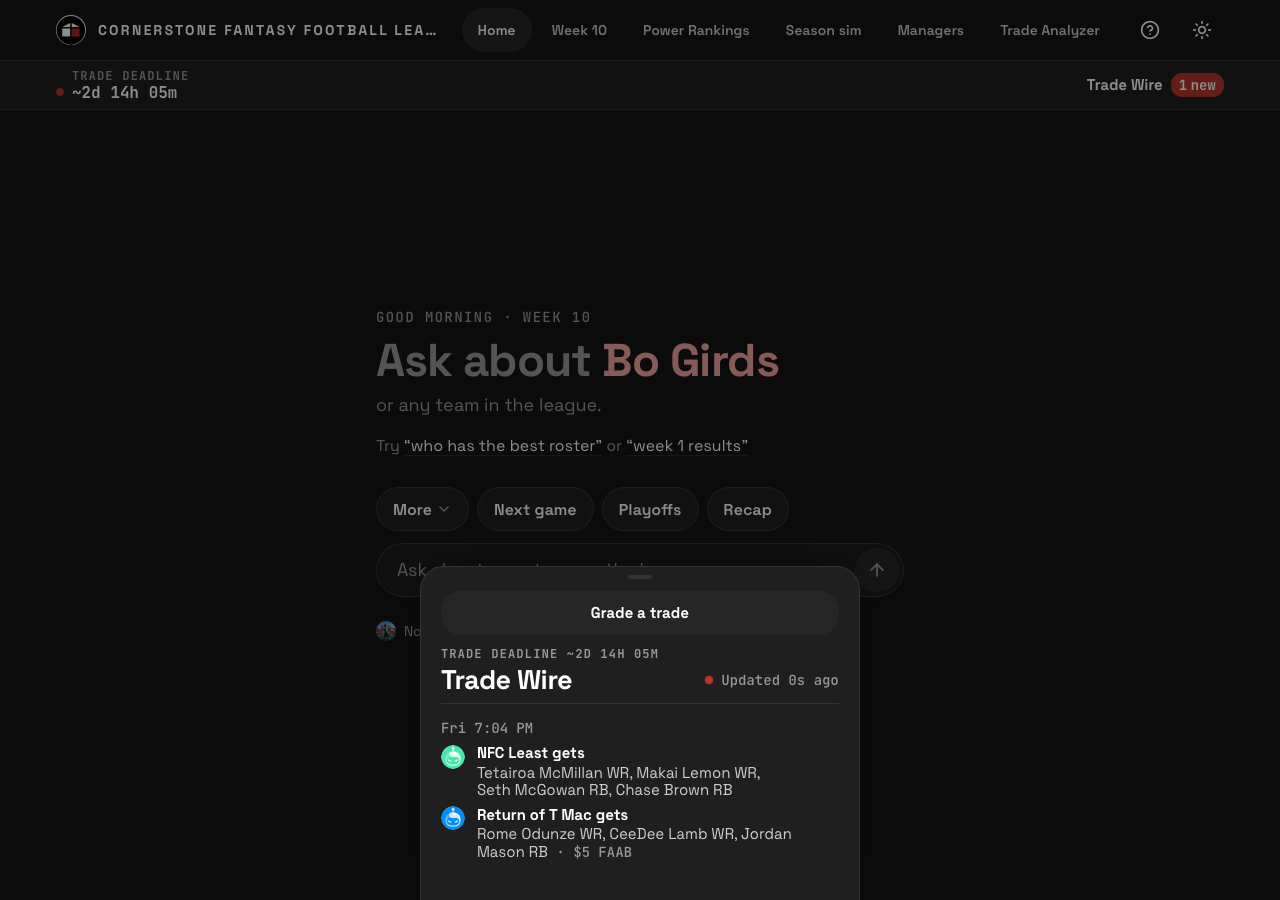 CORNERSTONE FANTASY FOOTBALL LEA…
Home
Week 10
Power Rankings
Season sim
Managers
Trade Analyzer
TRADE DEADLINE
~2d 14h 05m
Trade Wire
1 new
GOOD MORNING · WEEK 10
Ask about Bo Girds
or any team in the league.
Try “who has the best roster” or “week 1 results”
More
Next game
Playoffs
Recap
Ask
No
Grade a trade
TRADE DEADLINE ~2D 14H 05M
Trade Wire
Updated 0s ago
Fri 7:04 PM
NFC Least gets
Tetairoa McMillan WR, Makai Lemon WR,
Seth McGowan RB, Chase Brown RB
Return of T Mac gets
Rome Odunze WR, CeeDee Lamb WR, Jordan
Mason RB · $5 FAAB